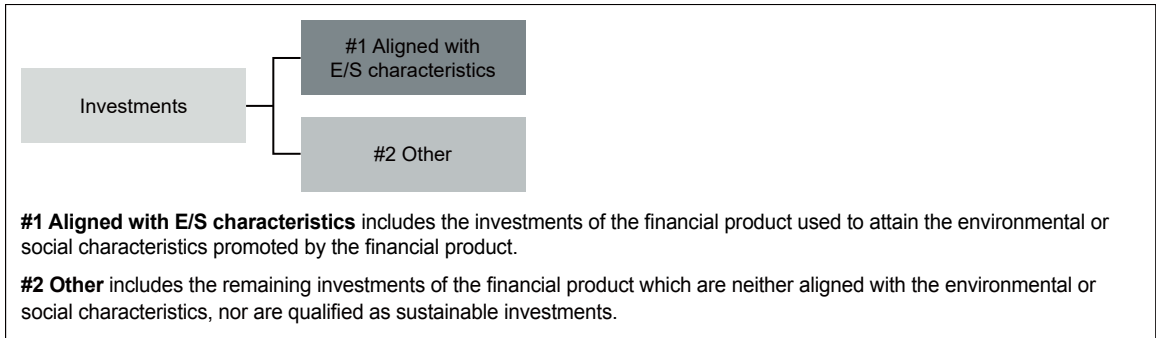 #1 Aligned with
E/S characteristics
Investments
#2 Other
#1 Aligned with E/S characteristics includes the investments of the financial product used to attain the environmental or
social characteristics promoted by the financial product.
#2 Other includes the remaining investments of the financial product which are neither aligned with the environmental or
social characteristics, nor are qualified as sustainable investments.